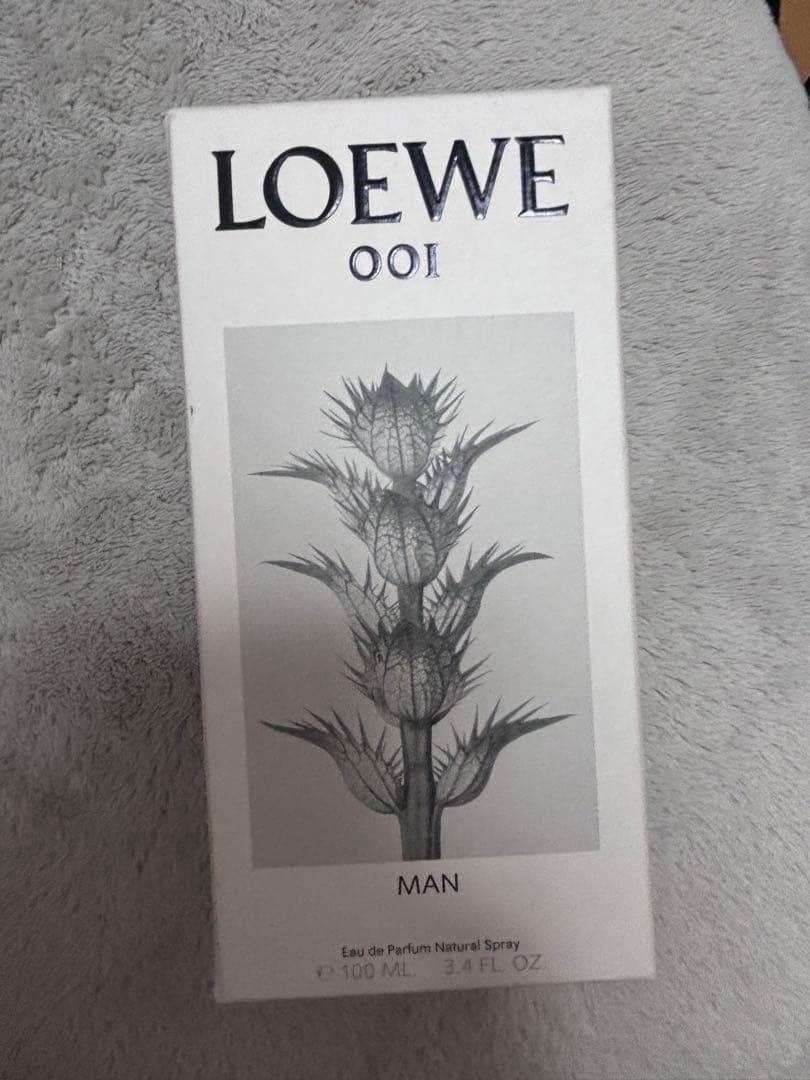 LOEWE
001
MAN
Eau de Parfum Natural Spray
℮ 100 ML 3.4 FL. OZ.